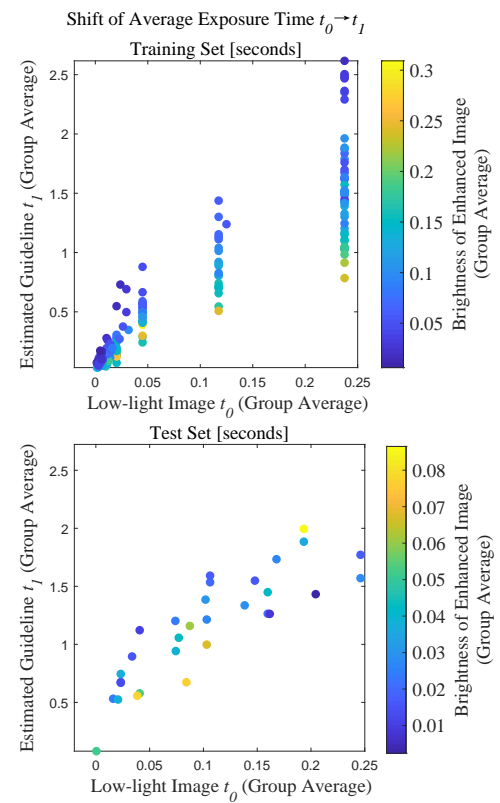 Shift of Average Exposure Time t₀→t₁
Training Set [seconds]
2.5
2
1.5
1
0.5
0 0.05 0.1 0.15 0.2 0.25
Estimated Guideline t₁ (Group Average)
Low-light Image t₀ (Group Average)
0.3
0.25
0.2
0.15
0.1
0.05
Brightness of Enhanced Image
(Group Average)
Test Set [seconds]
2.5
2
1.5
1
0.5
0 0.05 0.1 0.15 0.2 0.25
Estimated Guideline t₁ (Group Average)
Low-light Image t₀ (Group Average)
0.08
0.07
0.06
0.05
0.04
0.03
0.02
0.01
Brightness of Enhanced Image
(Group Average)